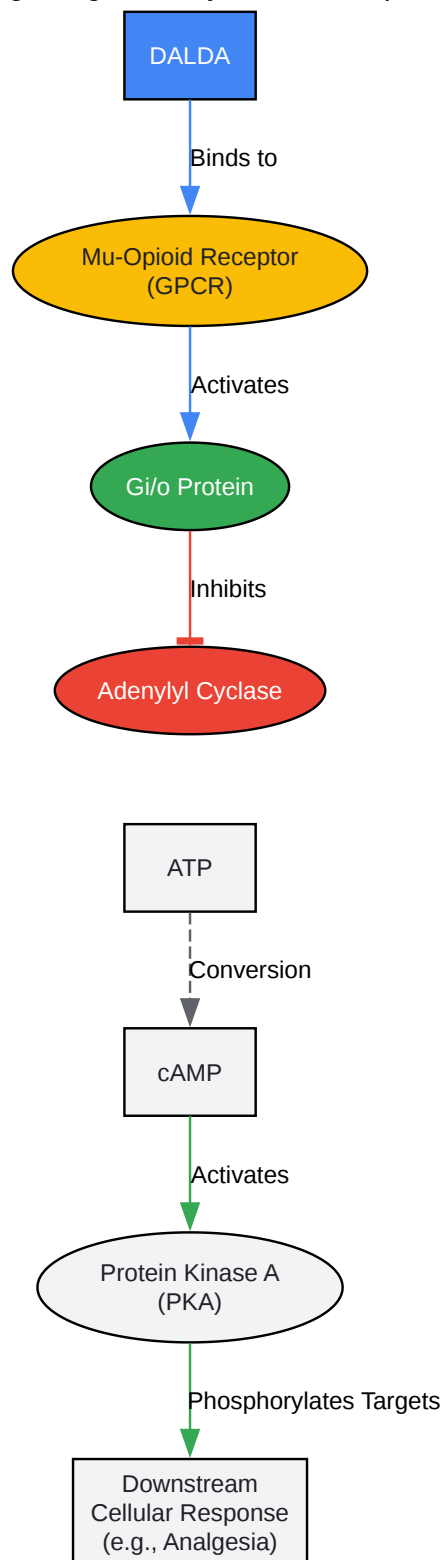 DALDA
Binds to
Mu-Opioid Receptor
(GPCR)
Activates
Gi/o Protein
Inhibits
Adenylyl Cyclase
ATP
Conversion
cAMP
Activates
Protein Kinase A
(PKA)
Phosphorylates Targets
Downstream
Cellular Response
(e.g., Analgesia)